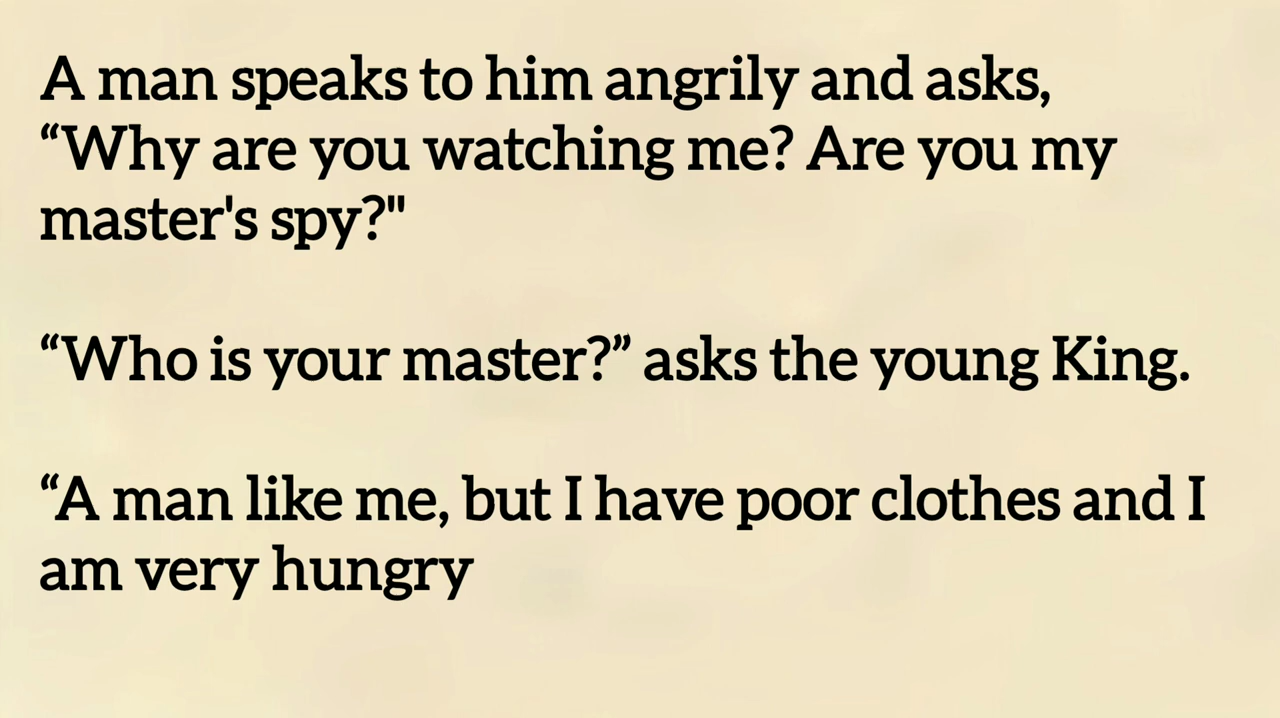 A man speaks to him angrily and asks,
“Why are you watching me? Are you my
master's spy?"
“Who is your master?” asks the young King.
“A man like me, but I have poor clothes and I
am very hungry